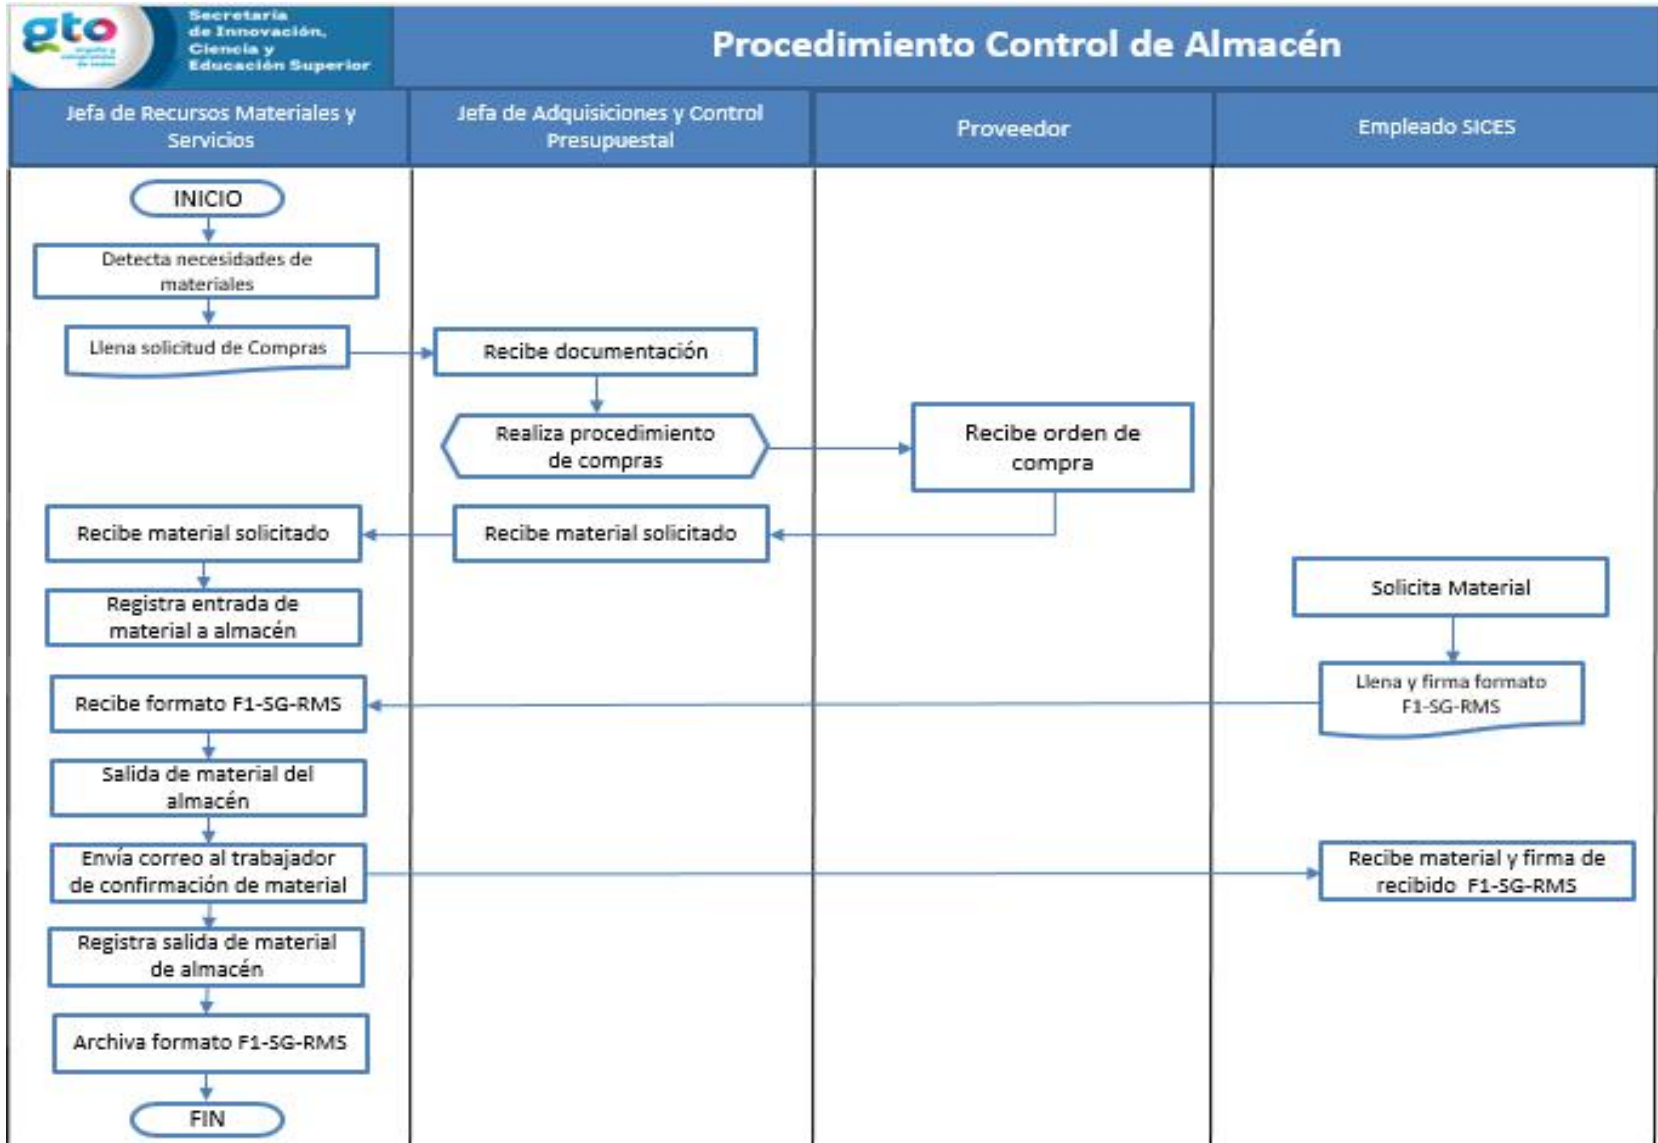 gto
Secretaría
de Innovación,
Ciencia y
Educación Superior
Procedimiento Control de Almacén
Jefa de Recursos Materiales y
Servicios
Jefa de Adquisiciones y Control
Presupuestal
Proveedor
Empleado SICES
INICIO
Detecta necesidades de
materiales
Llena solicitud de Compras
Recibe documentación
Realiza procedimiento
de compras
Recibe orden de
compra
Recibe material solicitado
Recibe material solicitado
Registra entrada de
material a almacén
Solicita Material
Llena y firma formato
F1-SG-RMS
Recibe formato F1-SG-RMS
Salida de material del
almacén
Envía correo al trabajador
de confirmación de material
Recibe material y firma de
recibido F1-SG-RMS
Registra salida de material
de almacén
Archiva formato F1-SG-RMS
FIN